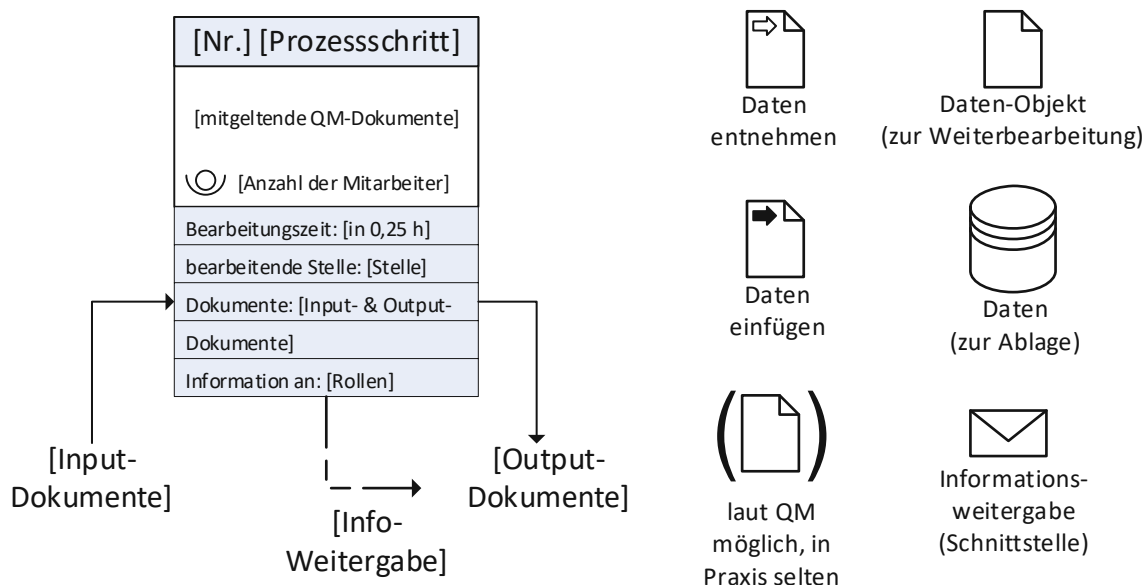 [Nr.] [Prozessschritt]
[mitgeltende QM-Dokumente]
[Anzahl der Mitarbeiter]
Bearbeitungszeit: [in 0,25 h]
bearbeitende Stelle: [Stelle]
Dokumente: [Input- & Output-
Dokumente]
Information an: [Rollen]
[Input-
Dokumente]
[Info-
Weitergabe]
[Output-
Dokumente]
Daten
entnehmen
Daten-Objekt
(zur Weiterbearbeitung)
Daten
einfügen
Daten
(zur Ablage)
laut QM
möglich, in
Praxis selten
Informations-
weitergabe
(Schnittstelle)